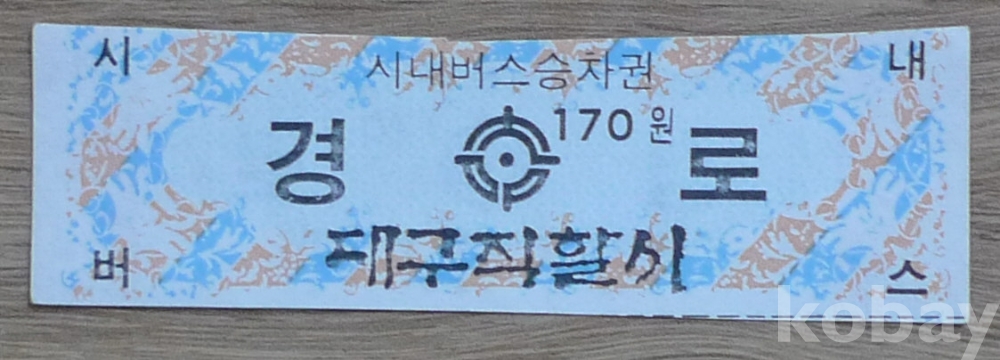 시 내
시내버스승차권
170원
경 로
대구직할시
버 스
kobay